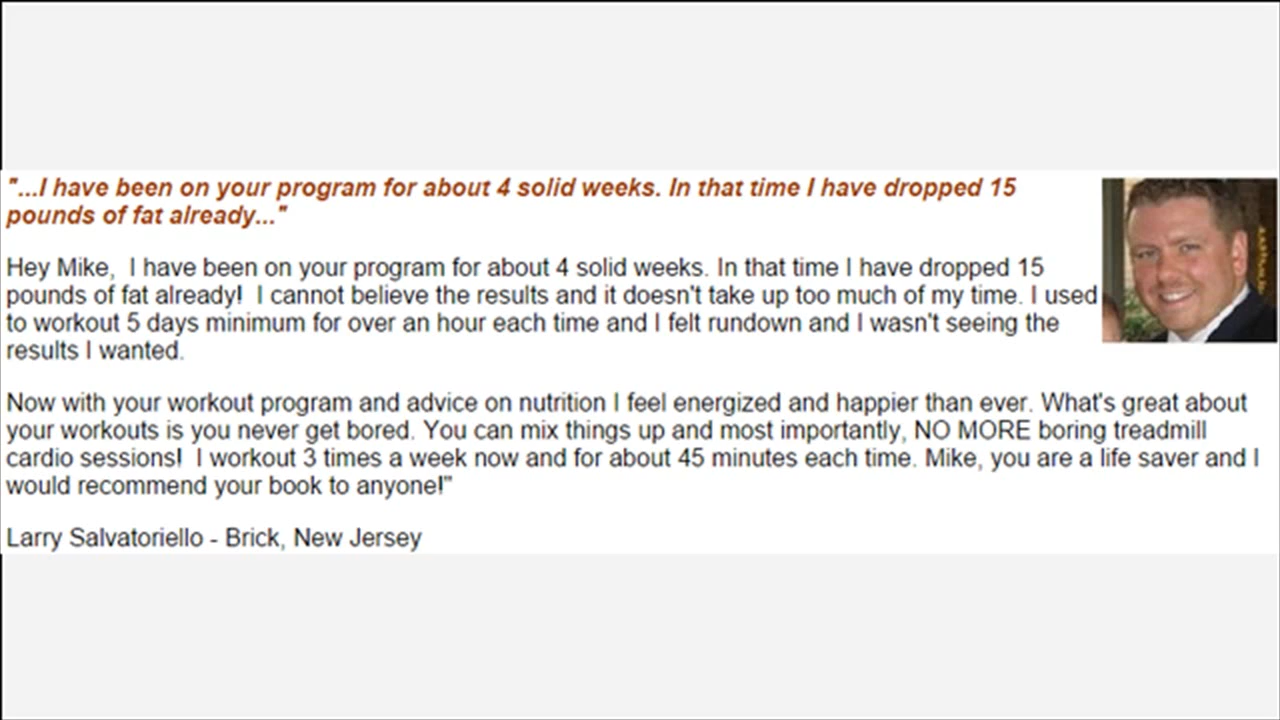 "...I have been on your program for about 4 solid weeks. In that time I have dropped 15
pounds of fat already..."
Hey Mike,  I have been on your program for about 4 solid weeks. In that time I have dropped 15
pounds of fat already!  I cannot believe the results and it doesn't take up too much of my time. I used
to workout 5 days minimum for over an hour each time and I felt rundown and I wasn't seeing the
results I wanted.
Now with your workout program and advice on nutrition I feel energized and happier than ever. What's great about
your workouts is you never get bored. You can mix things up and most importantly, NO MORE boring treadmill
cardio sessions!  I workout 3 times a week now and for about 45 minutes each time. Mike, you are a life saver and I
would recommend your book to anyone!"
Larry Salvatoriello - Brick, New Jersey